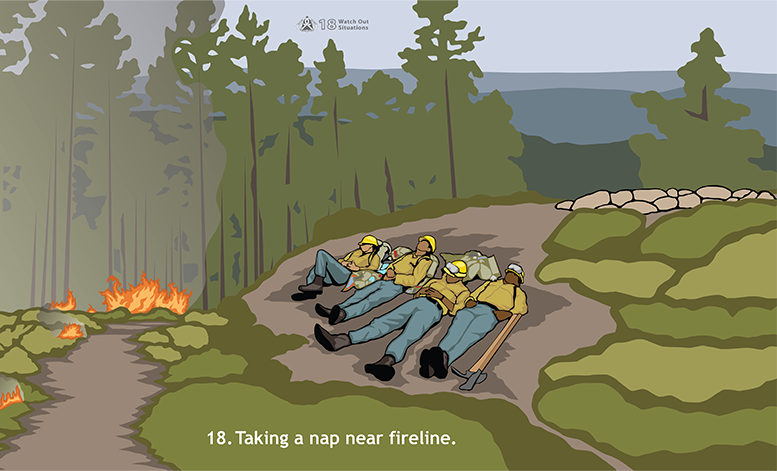 18 Watch Out
Situations
18. Taking a nap near fireline.